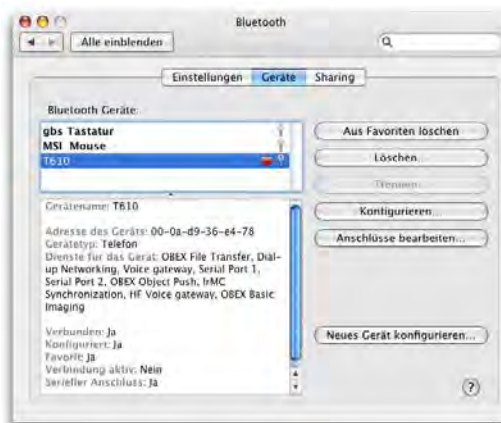 Bluetooth
Alle einblenden
Einstellungen Geräte Sharing
Bluetooth Geräte:
gbs Tastatur
MSI Mouse
T610
Aus Favoriten löschen
Löschen
Trennen
Konfigurieren...
Anschlüsse bearbeiten...
Neues Gerät konfigurieren...
Gerätename: T610
Adresse des Geräts: 00-0a-d9-36-e4-78
Gerätetyp: Telefon
Dienste für das Gerät: OBEX File Transfer, Dial-
up Networking, Voice gateway, Serial Port 1,
Serial Port 2, OBEX Object Push, IrMC
Synchronization, HF Voice gateway, OBEX Basic
Imaging
Verbunden: Ja
Konfiguriert: Ja
Favorit: Ja
Verbindung aktiv: Nein
Serieller Anschluss: Ja
?